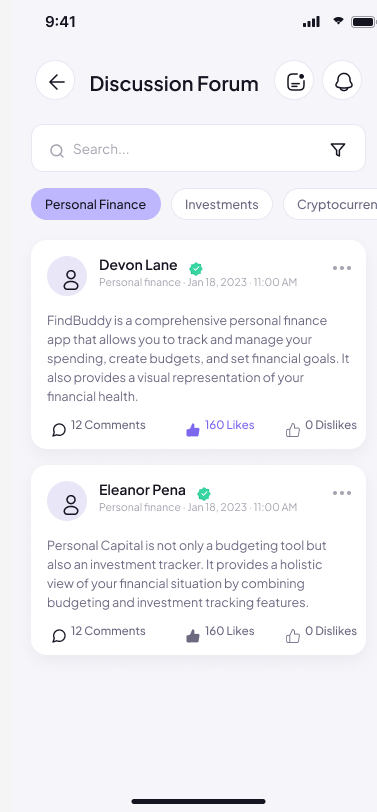 9:41
Discussion Forum
Search...
Personal Finance
Investments
Cryptocurren
Devon Lane
Personal finance · Jan 18, 2023 · 11:00 AM
FindBuddy is a comprehensive personal finance
app that allows you to track and manage your
spending, create budgets, and set financial goals. It
also provides a visual representation of your
financial health.
12 Comments
160 Likes
0 Dislikes
Eleanor Pena
Personal finance · Jan 18, 2023 · 11:00 AM
Personal Capital is not only a budgeting tool but
also an investment tracker. It provides a holistic
view of your financial situation by combining
budgeting and investment tracking features.
12 Comments
160 Likes
0 Dislikes